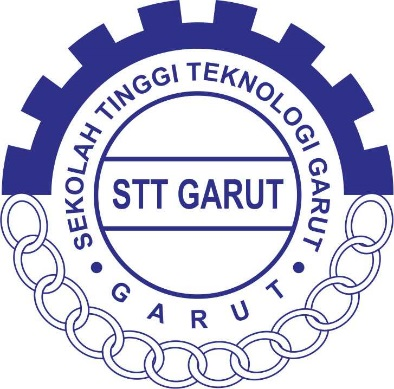 SEKOLAH TINGGI TEKNOLOGI GARUT
STT GARUT
• GARUT •